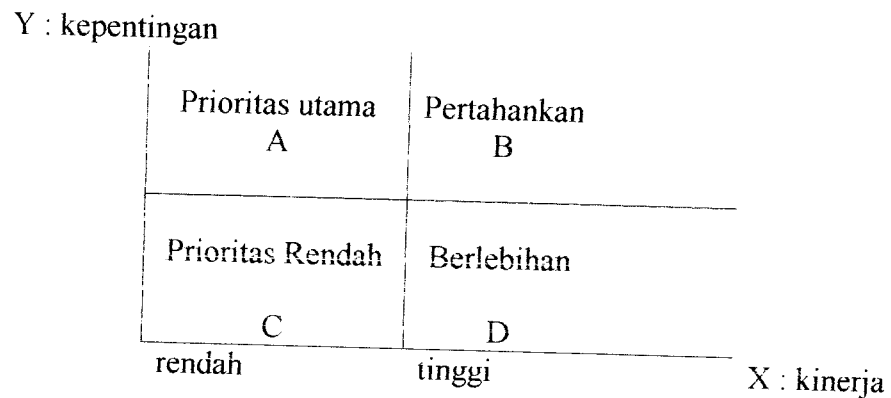 Y : kepentingan
Prioritas utama
A
Pertahankan
B
Prioritas Rendah
C
Berlebihan
D
rendah
tinggi
X : kinerja